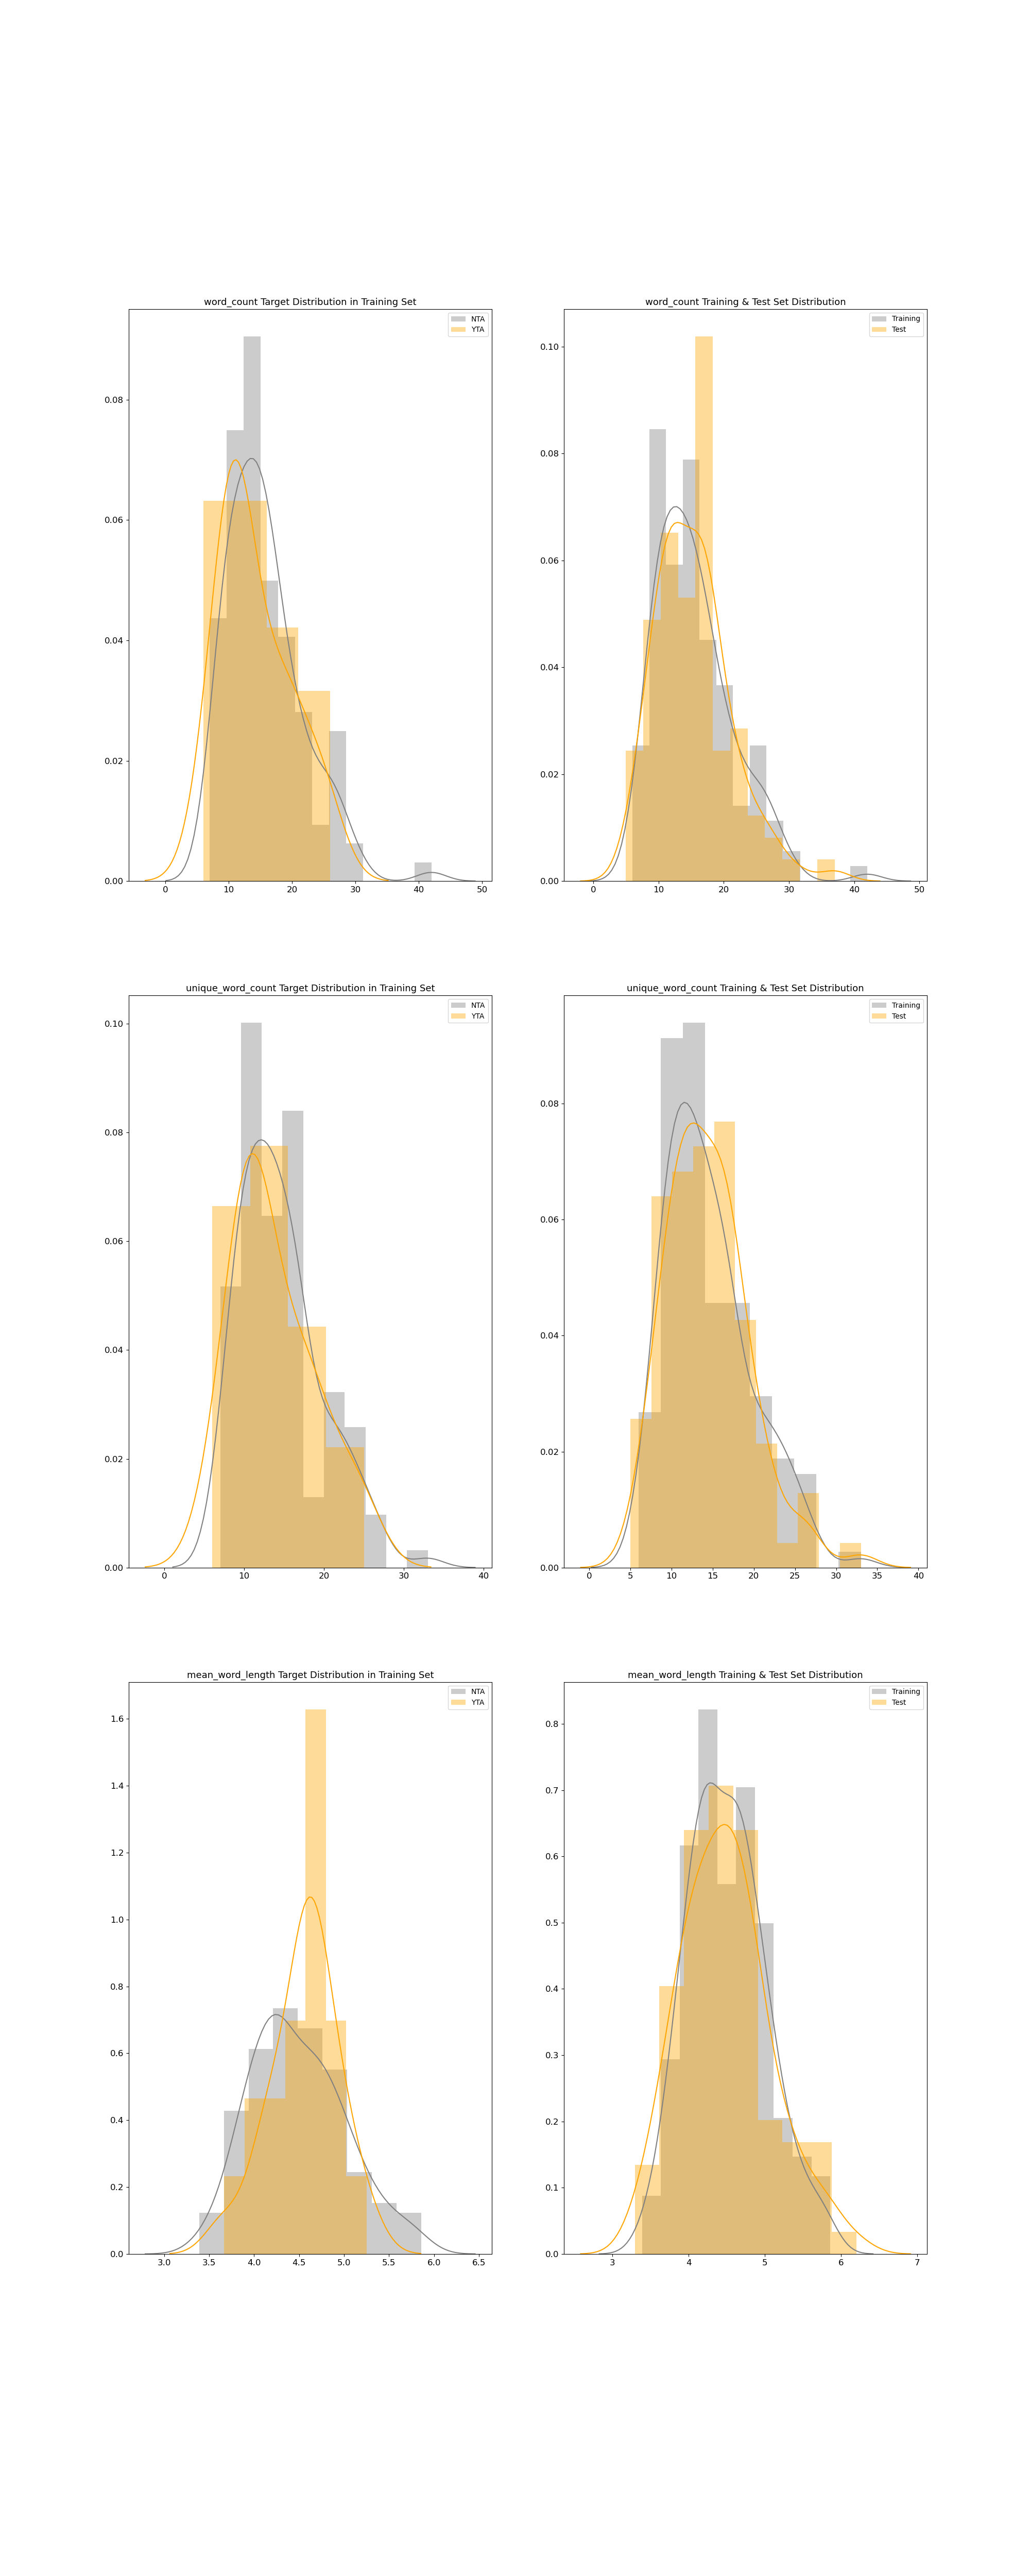 word_count Target Distribution in Training Set
NTA
YTA
0.08
0.06
0.04
0.02
0.00
0 10 20 30 40 50
word_count Training & Test Set Distribution
Training
Test
0.10
0.08
0.06
0.04
0.02
0.00
0 10 20 30 40 50
unique_word_count Target Distribution in Training Set
NTA
YTA
0.10
0.08
0.06
0.04
0.02
0.00
0 10 20 30 40
unique_word_count Training & Test Set Distribution
Training
Test
0.08
0.06
0.04
0.02
0.00
0 5 10 15 20 25 30 35 40
mean_word_length Target Distribution in Training Set
NTA
YTA
1.6
1.4
1.2
1.0
0.8
0.6
0.4
0.2
0.0
3.0 3.5 4.0 4.5 5.0 5.5 6.0 6.5
mean_word_length Training & Test Set Distribution
Training
Test
0.8
0.7
0.6
0.5
0.4
0.3
0.2
0.1
0.0
3 4 5 6 7